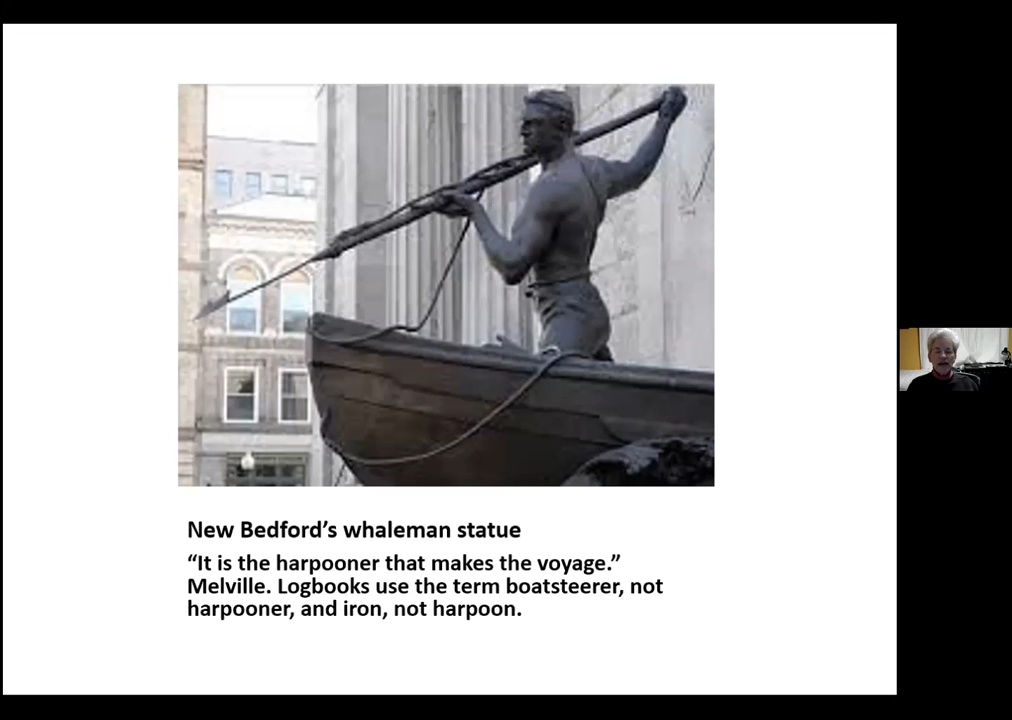 New Bedford’s whaleman statue
“It is the harpooner that makes the voyage.”
Melville. Logbooks use the term boatsteerer, not
harpooner, and iron, not harpoon.